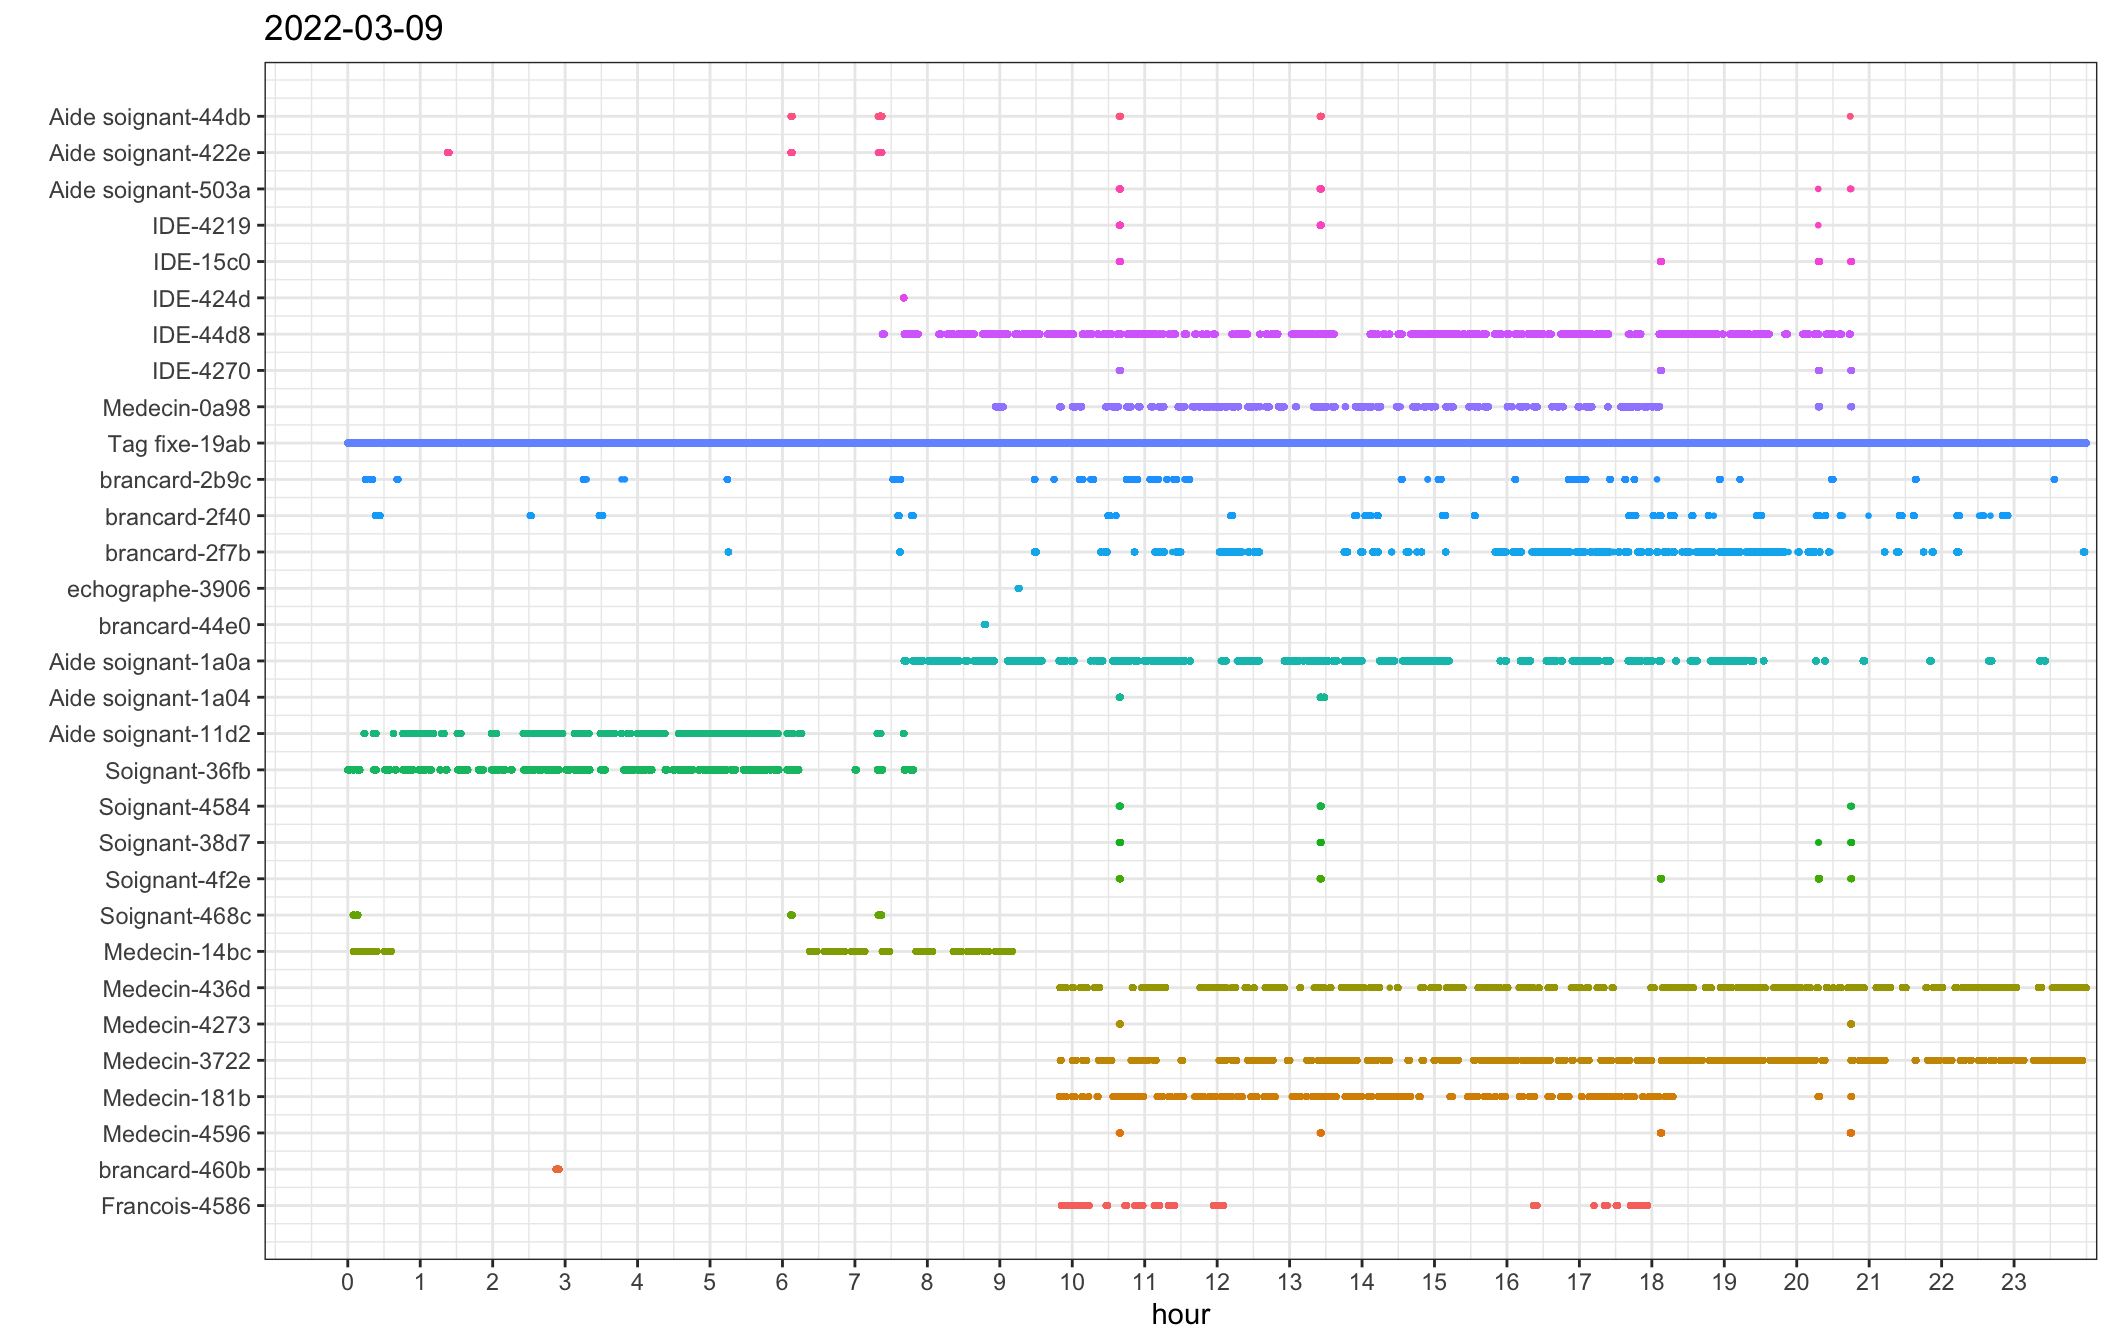 2022-03-09
Aide soignant-44db
Aide soignant-422e
Aide soignant-503a
IDE-4219
IDE-15c0
IDE-424d
IDE-44d8
IDE-4270
Medecin-0a98
Tag fixe-19ab
brancard-2b9c
brancard-2f40
brancard-2f7b
echographe-3906
brancard-44e0
Aide soignant-1a0a
Aide soignant-1a04
Aide soignant-11d2
Soignant-36fb
Soignant-4584
Soignant-38d7
Soignant-4f2e
Soignant-468c
Medecin-14bc
Medecin-436d
Medecin-4273
Medecin-3722
Medecin-181b
Medecin-4596
brancard-460b
Francois-4586
0 1 2 3 4 5 6 7 8 9 10 11 12 13 14 15 16 17 18 19 20 21 22 23
hour